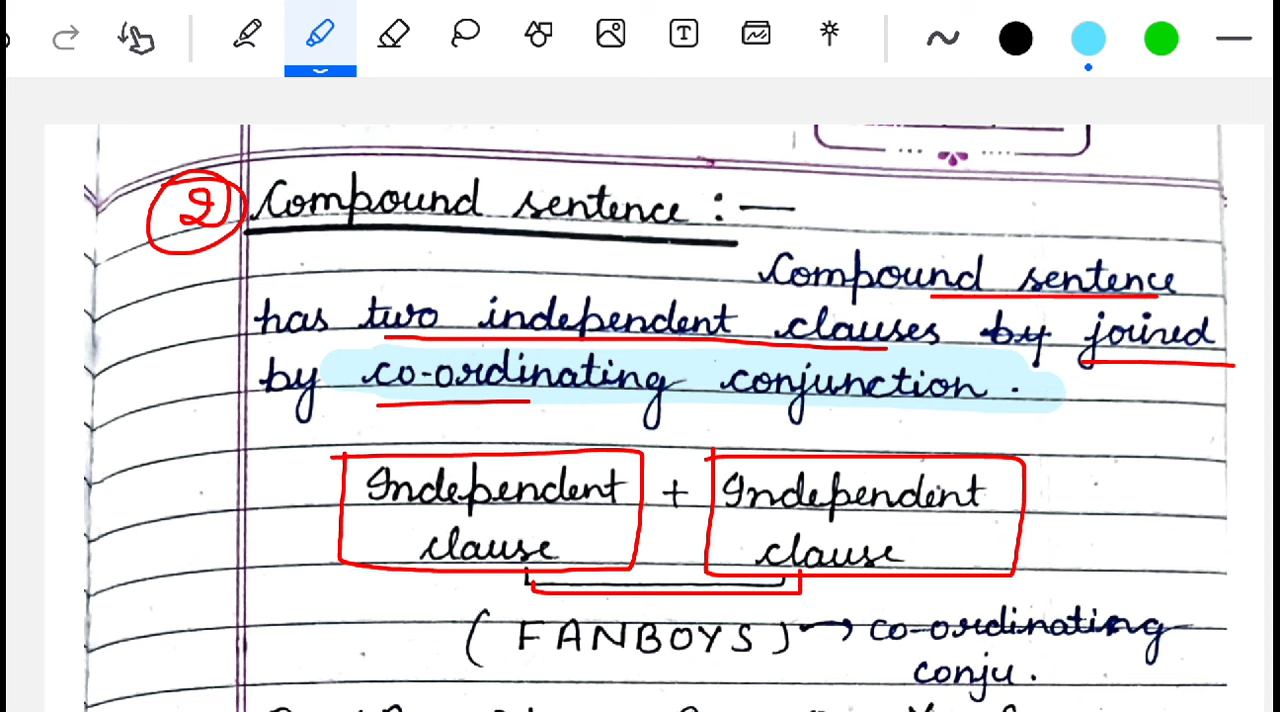 2 Compound sentence : —
Compound sentence
has two independent clauses by joined
by co-ordinating conjunction .
Independent + Independent
clause clause
( FANBOYS ) → co-ordinating
conju .